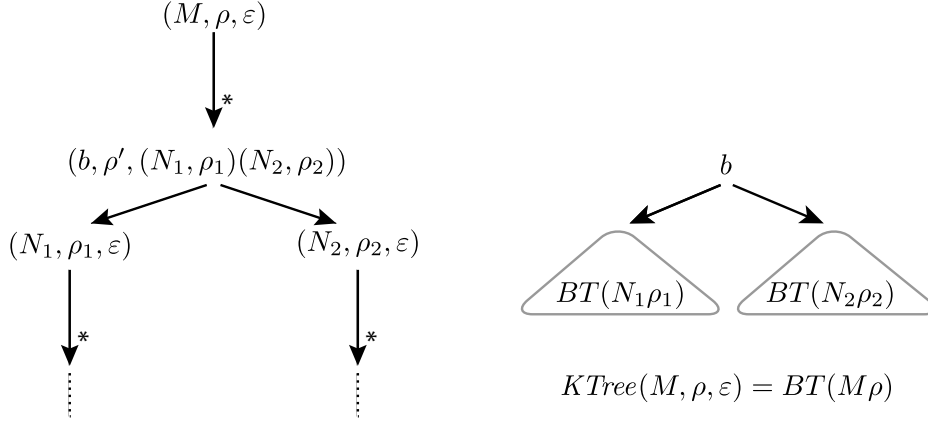 (M, ρ, ε)
*
(b, ρ′, (N₁, ρ₁)(N₂, ρ₂))
(N₁, ρ₁, ε)
(N₂, ρ₂, ε)
*
*
b
BT(N₁ρ₁)
BT(N₂ρ₂)
KTree(M, ρ, ε) = BT(Mρ)